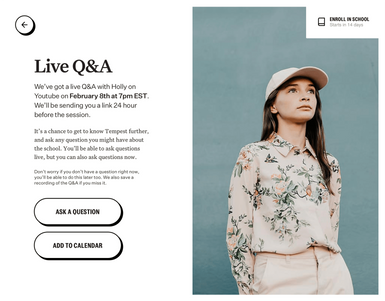 ENROLL IN SCHOOL
Starts in 14 days
Live Q&A
We've got a live Q&A with Holly on
Youtube on February 8th at 7pm EST.
We'll be sending you a link 24 hour
before the session.
It's a chance to get to know Tempest further,
and ask any question you might have about
the school. You'll be able to ask questions
live, but you can also ask questions now.
Don't worry if you don't have a question right now,
you'll be able to do this later too. We also save a
recording of the Q&A if you miss it.
ASK A QUESTION
ADD TO CALENDAR